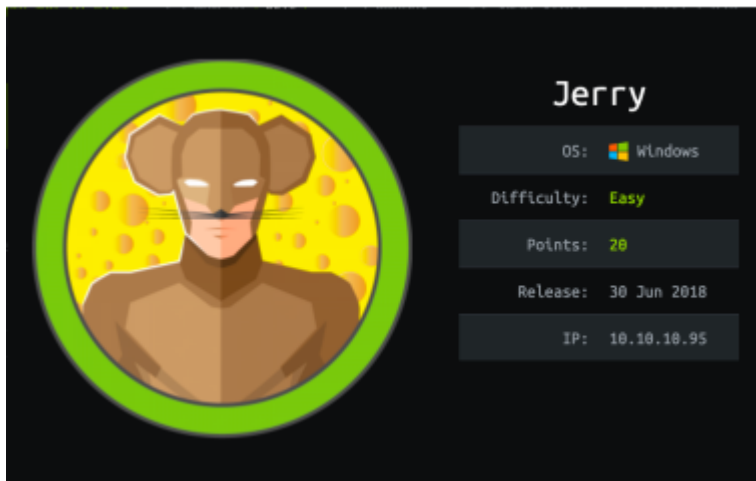 Jerry
OS: Windows
Difficulty: Easy
Points: 20
Release: 30 Jun 2018
IP: 10.10.10.95